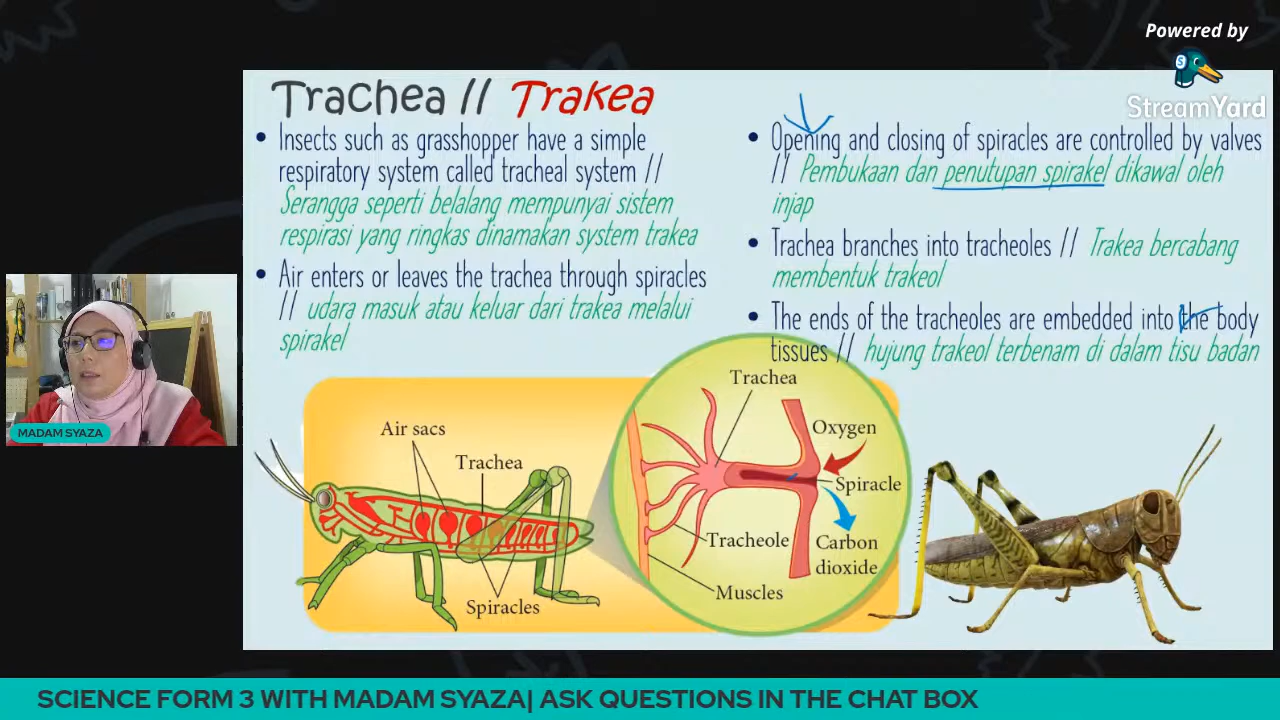 Powered by
StreamYard
Trachea // Trakea
• Insects such as grasshopper have a simple
respiratory system called tracheal system //
Serangga seperti belalang mempunyai sistem
respirasi yang ringkas dinamakan system trakea
• Air enters or leaves the trachea through spiracles
// udara masuk atau keluar dari trakea melalui
spirakel
• Opening and closing of spiracles are controlled by valves
// Pembukaan dan penutupan spirakel dikawal oleh
injap
• Trachea branches into tracheoles // Trakea bercabang
membentuk trakeol
• The ends of the tracheoles are embedded into the body
tissues // hujung trakeol terbenam di dalam tisu badan
Air sacs
Trachea
Spiracles
Trachea
Oxygen
Spiracle
Tracheole
Carbon
dioxide
Muscles
MADAM SYAZA
SCIENCE FORM 3 WITH MADAM SYAZA| ASK QUESTIONS IN THE CHAT BOX